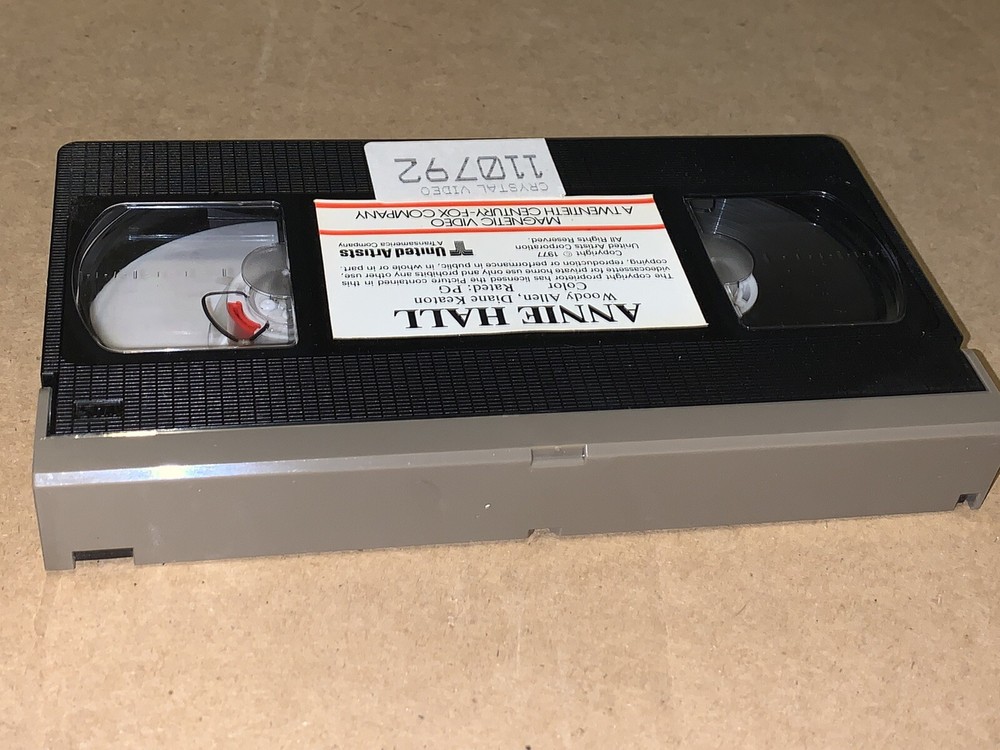 ANNIE HALL
Woody Allen, Diane Keaton
Color Rated: PG
The copyright proprietor has licensed the Picture contained in this
videocassette for private home use only and prohibits any other use,
copying, reproduction or performance in public, in whole or in part.
Copyright © 1977
United Artists Corporation
All Rights Reserved.
United Artists
A Transamerica Company
MAGNETIC VIDEO
A TWENTIETH CENTURY-FOX COMPANY
CRYSTAL VIDEO
110792